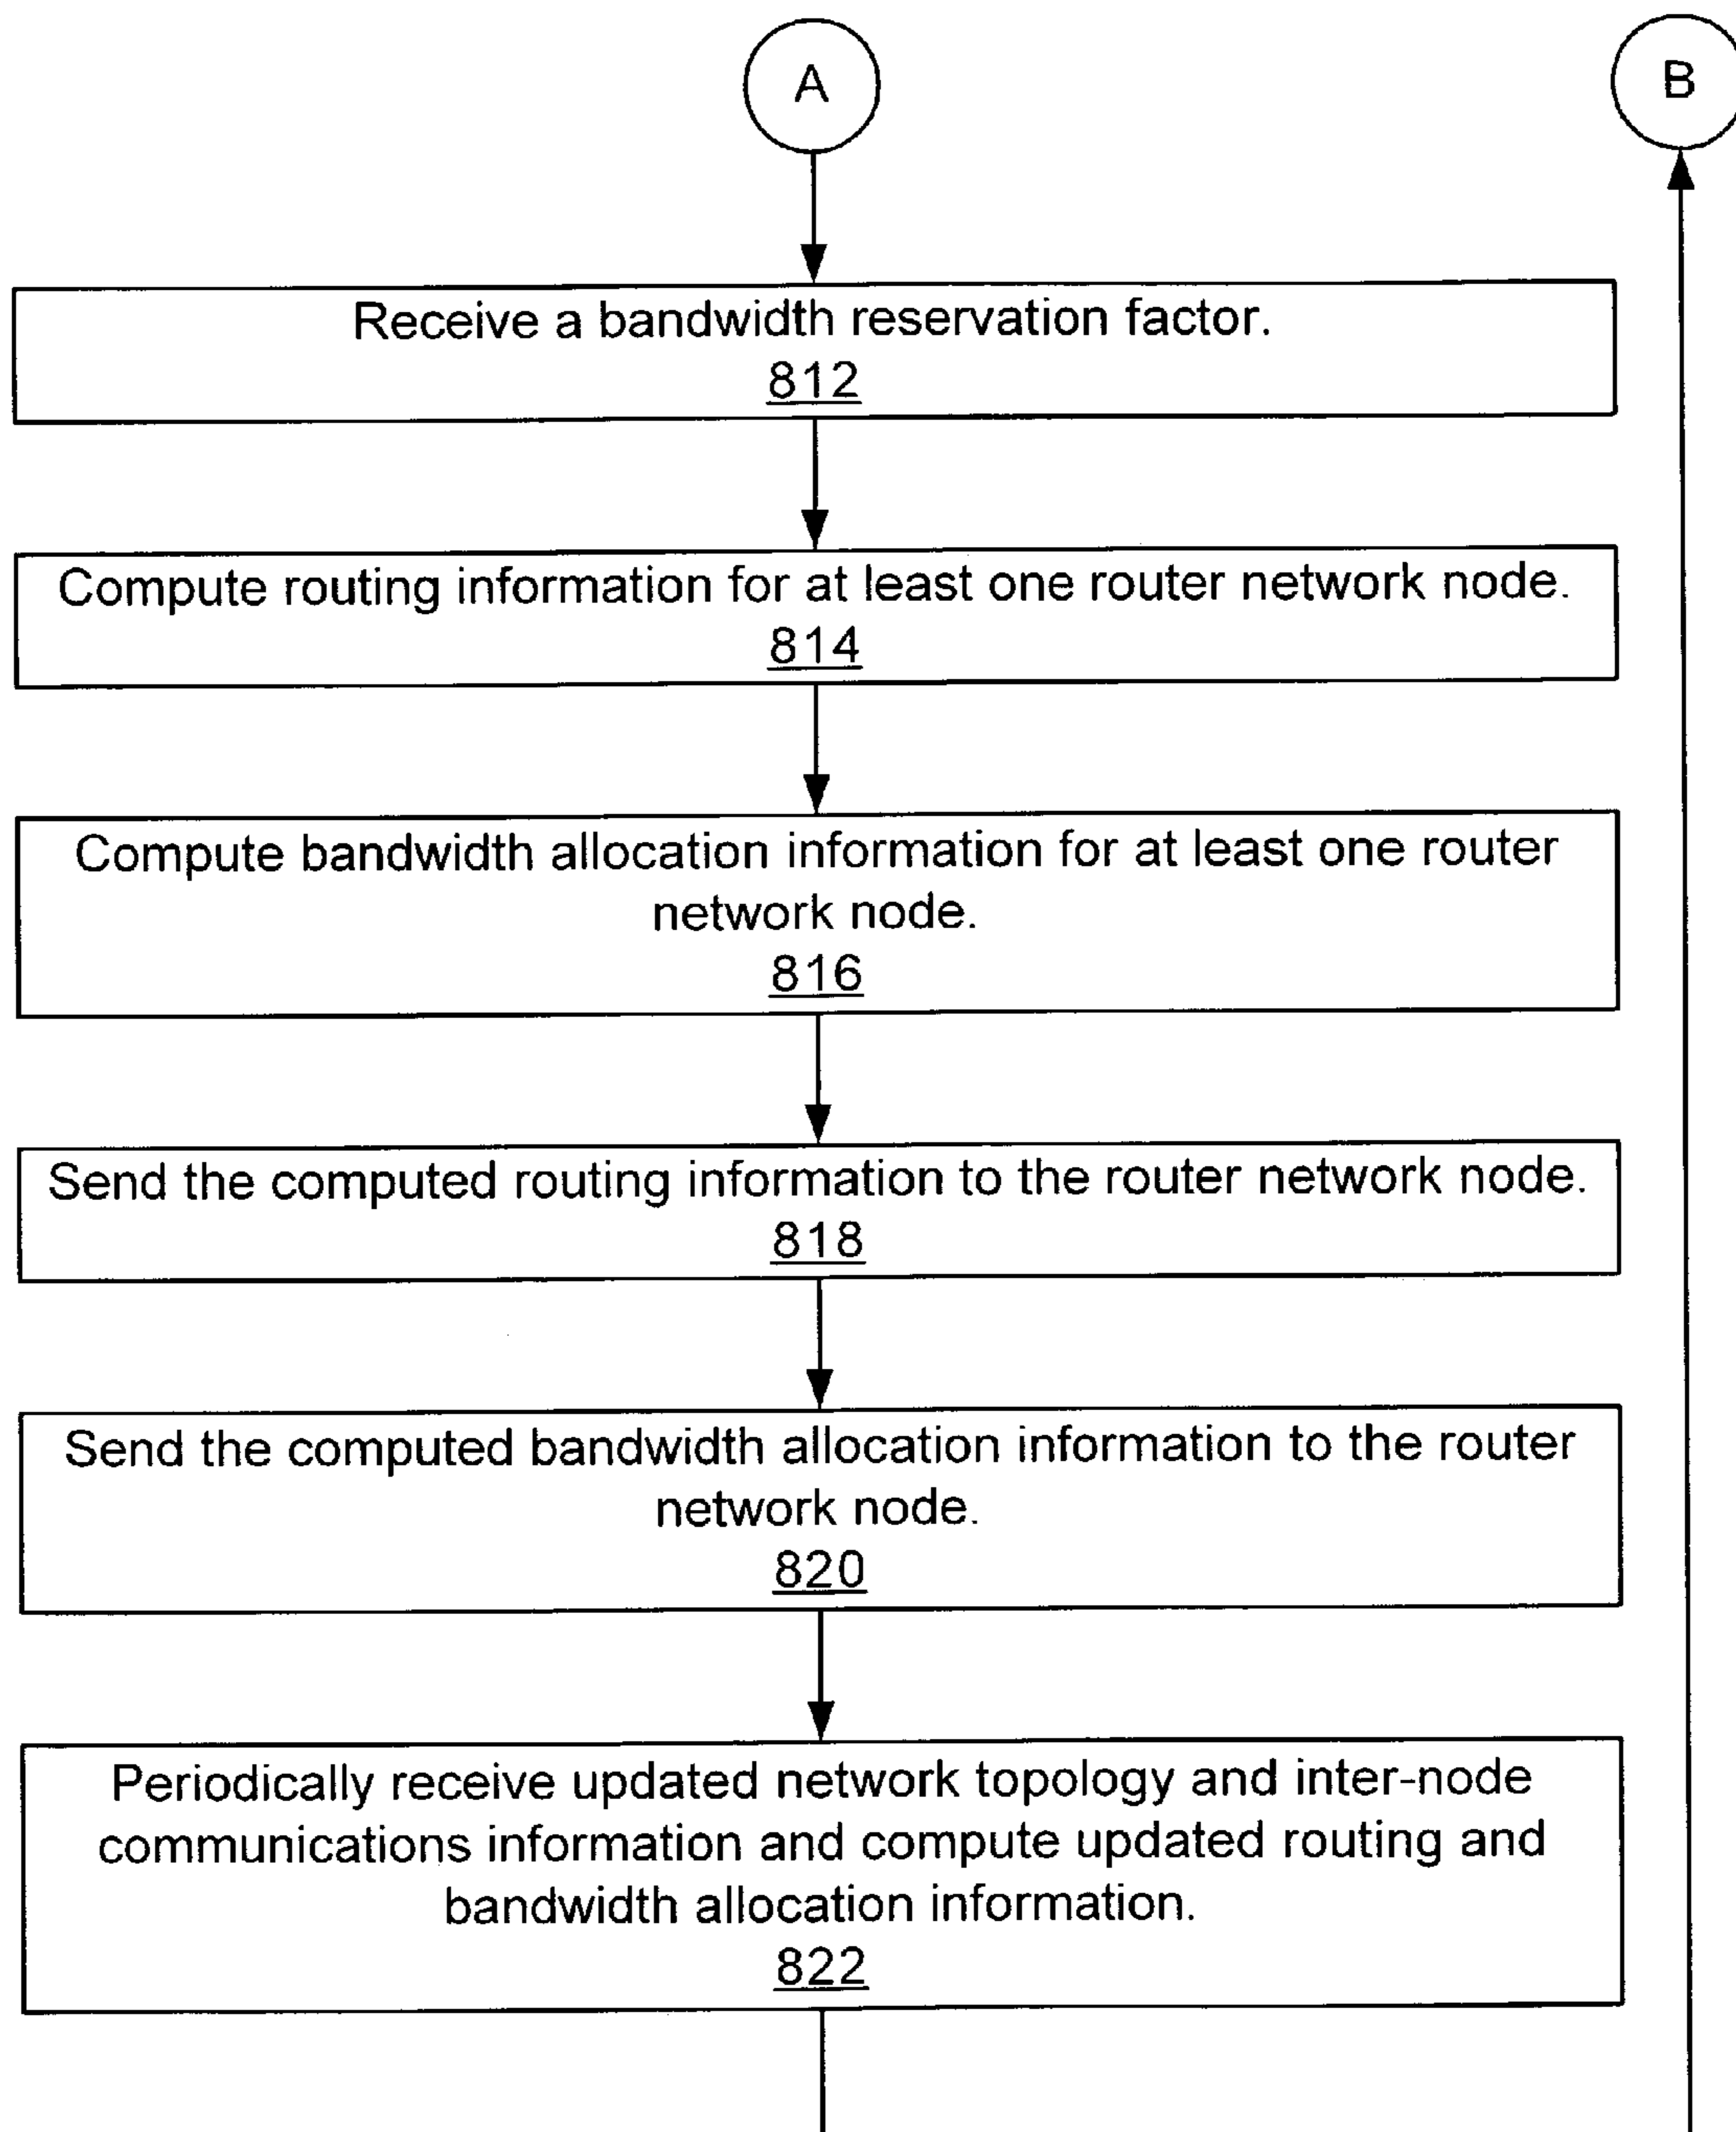 A
B
Receive a bandwidth reservation factor.
812
Compute routing information for at least one router network node.
814
Compute bandwidth allocation information for at least one router
network node.
816
Send the computed routing information to the router network node.
818
Send the computed bandwidth allocation information to the router
network node.
820
Periodically receive updated network topology and inter-node
communications information and compute updated routing and
bandwidth allocation information.
822